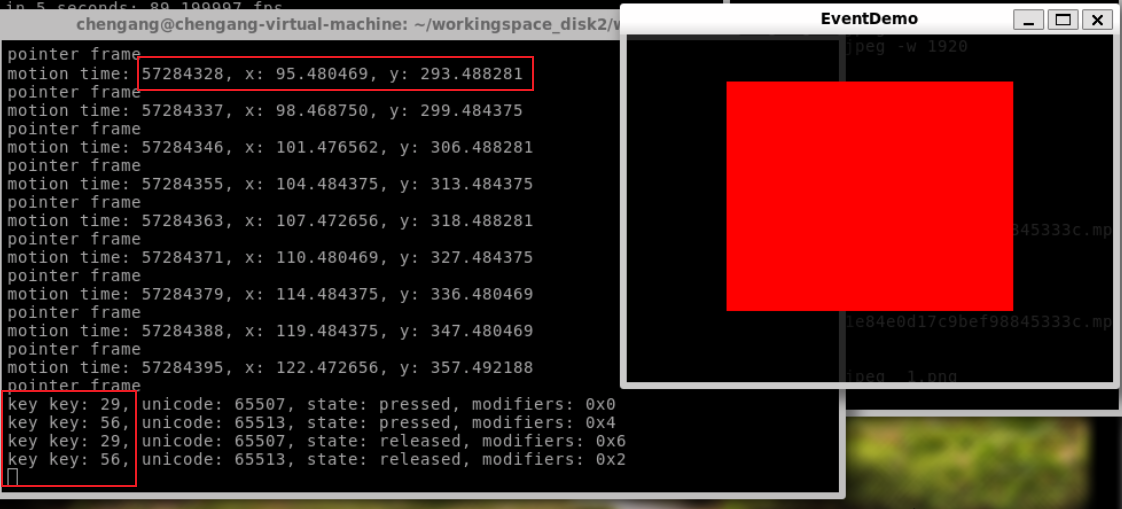 in 5 seconds: 89.199997 fps
chengang@chengang-virtual-machine: ~/workingspace_disk2/w
pointer frame
motion time: 57284328, x: 95.480469, y: 293.488281
pointer frame
motion time: 57284337, x: 98.468750, y: 299.484375
pointer frame
motion time: 57284346, x: 101.476562, y: 306.488281
pointer frame
motion time: 57284355, x: 104.484375, y: 313.484375
pointer frame
motion time: 57284363, x: 107.472656, y: 318.488281
pointer frame
motion time: 57284371, x: 110.480469, y: 327.484375
pointer frame
motion time: 57284379, x: 114.484375, y: 336.480469
pointer frame
motion time: 57284388, x: 119.484375, y: 347.480469
pointer frame
motion time: 57284395, x: 122.472656, y: 357.492188
pointer frame
key key: 29, unicode: 65507, state: pressed, modifiers: 0x0
key key: 56, unicode: 65513, state: pressed, modifiers: 0x4
key key: 29, unicode: 65507, state: released, modifiers: 0x6
key key: 56, unicode: 65513, state: released, modifiers: 0x2
EventDemo
jpeg -w 1920
845333c.mp
1e84e0d17c9bef98845333c.mp
jpeg 1.png